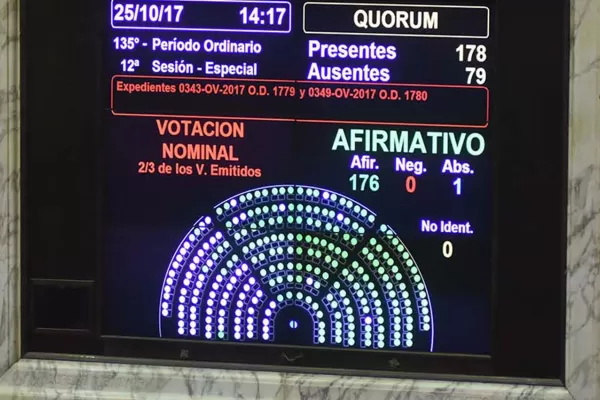 25/10/17 14:17 QUORUM
135º - Período Ordinario Presentes 178
12ª Sesión - Especial Ausentes 79
Expedientes 0343-OV-2017 O.D. 1779 y 0349-OV-2017 O.D. 1780
VOTACION AFIRMATIVO
NOMINAL Afir. Neg. Abs.
2/3 de los V. Emitidos 176 0 1
No Ident.
0